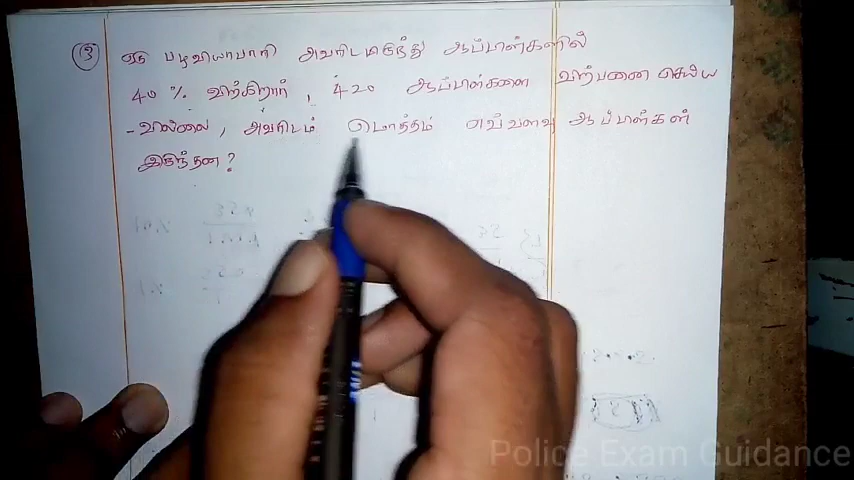 ③ ஒரு பழவியாபாரி அவரிடமிருந்து ஆப்பிள்களில்
40 % விற்கிறார், 420 ஆப்பிள்களை விற்பனை செய்ய
-வில்லை, அவரிடம் மொத்தம் எவ்வளவு ஆப்பிள்கள்
இருந்தன?
Police Exam Guidance